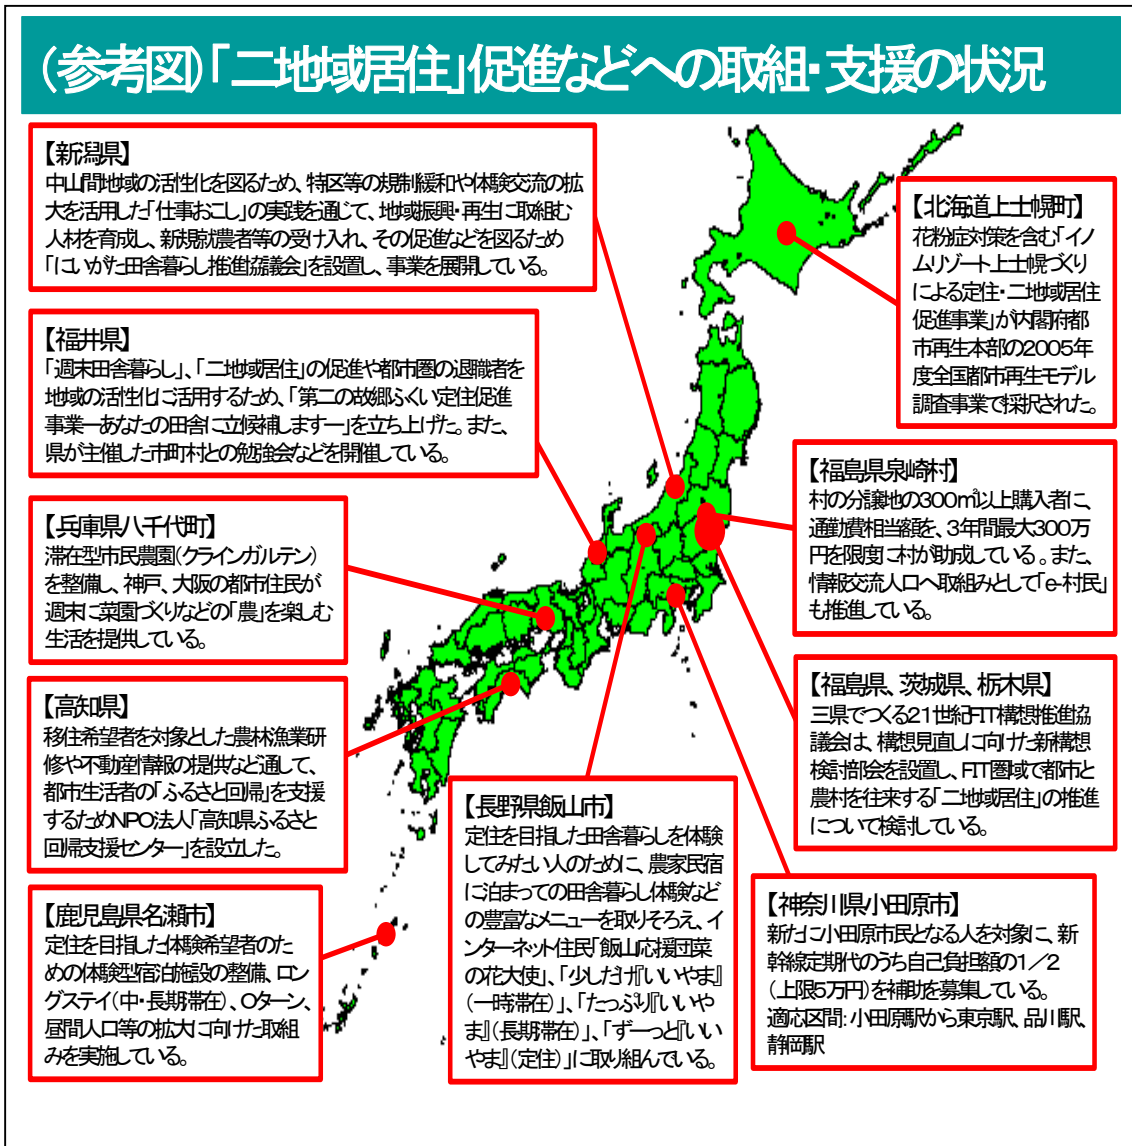 (参考図)「二地域居住」促進などへの取組・支援の状況
【新潟県】
中山間地域の活性化を図るため、特区等の規制緩和や体験交流の拡
大を活用した「仕事おこし」の実践を通じて、地域振興・再生に取組む
人材を育成し、新規就農者等の受け入れ、その促進などを図るため
「にいがた田舎暮らし推進協議会」を設置し、事業を展開している。
【福井県】
「週末田舎暮らし」、「二地域居住」の促進や都市圏の退職者を
地域の活性化に活用するため、「第二の故郷ふくい定住促進
事業―あなたの田舎に立候補します―」を立ち上げた。また、
県が主催した市町村との勉強会などを開催している。
【兵庫県八千代町】
滞在型市民農園(クラインガルテン)
を整備し、神戸、大阪の都市住民が
週末に菜園づくりなどの「農」を楽しむ
生活を提供している。
【高知県】
移住希望者を対象とした農林漁業研
修や不動産情報の提供など通して、
都市生活者の「ふるさと回帰」を支援
するためNPO法人「高知県ふるさと
回帰支援センター」を設立した。
【鹿児島県名瀬市】
定住を目指した体験希望者のた
めの体験型宿泊施設の整備、ロン
グステイ(中・長期滞在)、Oターン、
昼間人口等の拡大に向けた取組
みを実施している。
【長野県飯山市】
定住を目指した田舎暮らしを体験
してみたい人のために、農家民宿
に泊まっての田舎暮らし体験など
の豊富なメニューを取りそろえ、イ
ンターネット住民「飯山応援団菜
の花大使」、「少しだけ『いいやま』
(一時滞在)」、「たっぷり『いいや
ま』(長期滞在)」、「ずーっと『いい
やま』(定住)」に取り組んでいる。
【北海道上士幌町】
花粉症対策を含む「イノ
ムリゾート上士幌づくり
による定住・二地域居住
促進事業」が内閣府都
市再生本部の2005年
度全国都市再生モデル
調査事業で採択された。
【福島県泉崎村】
村の分譲地の300㎡以上購入者に、
通勤費相当額を、3年間最大300万
円を限度に村が助成している。また、
情報交流人口へ取組みとして「e-村民」
も推進している。
【福島県、茨城県、栃木県】
三県でつくる21世紀FIT構想推進協
議会は、構想見直しに向けた新構想
検討部会を設置し、FIT圏域で都市と
農村を往来する「二地域居住」の推進
について検討している。
【神奈川県小田原市】
新たに小田原市民となる人を対象に、新
幹線定期代のうち自己負担額の1/2
(上限5万円)を補助を募集している。
適応区間:小田原駅から東京駅、品川駅、
静岡駅